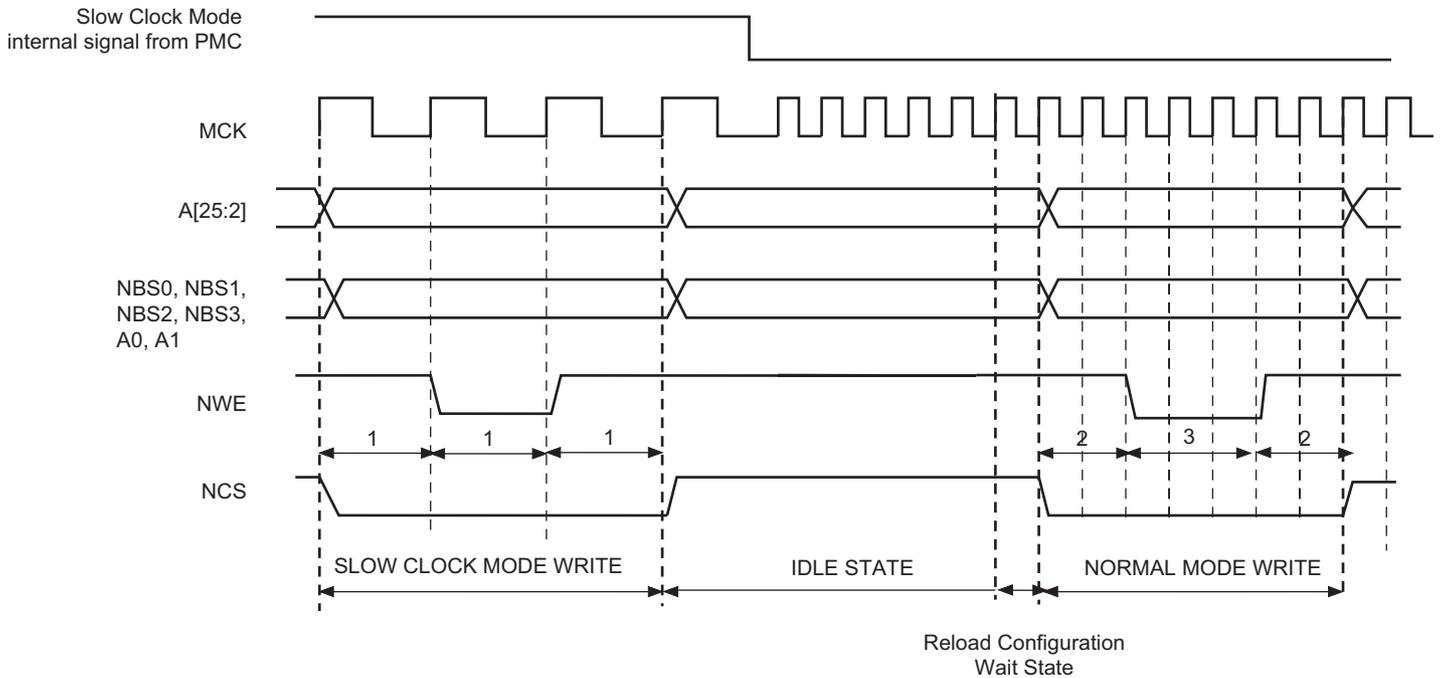 Slow Clock Mode
internal signal from PMC
MCK
A[25:2]
NBS0, NBS1,
NBS2, NBS3,
A0, A1
NWE
1 1 1 2 3 2
NCS
SLOW CLOCK MODE WRITE IDLE STATE NORMAL MODE WRITE
Reload Configuration
Wait State